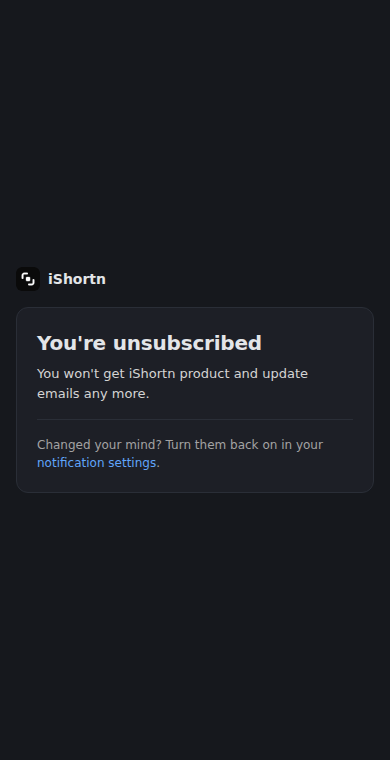 iShortn
You're unsubscribed
You won't get iShortn product and update
emails any more.
Changed your mind? Turn them back on in your
notification settings.